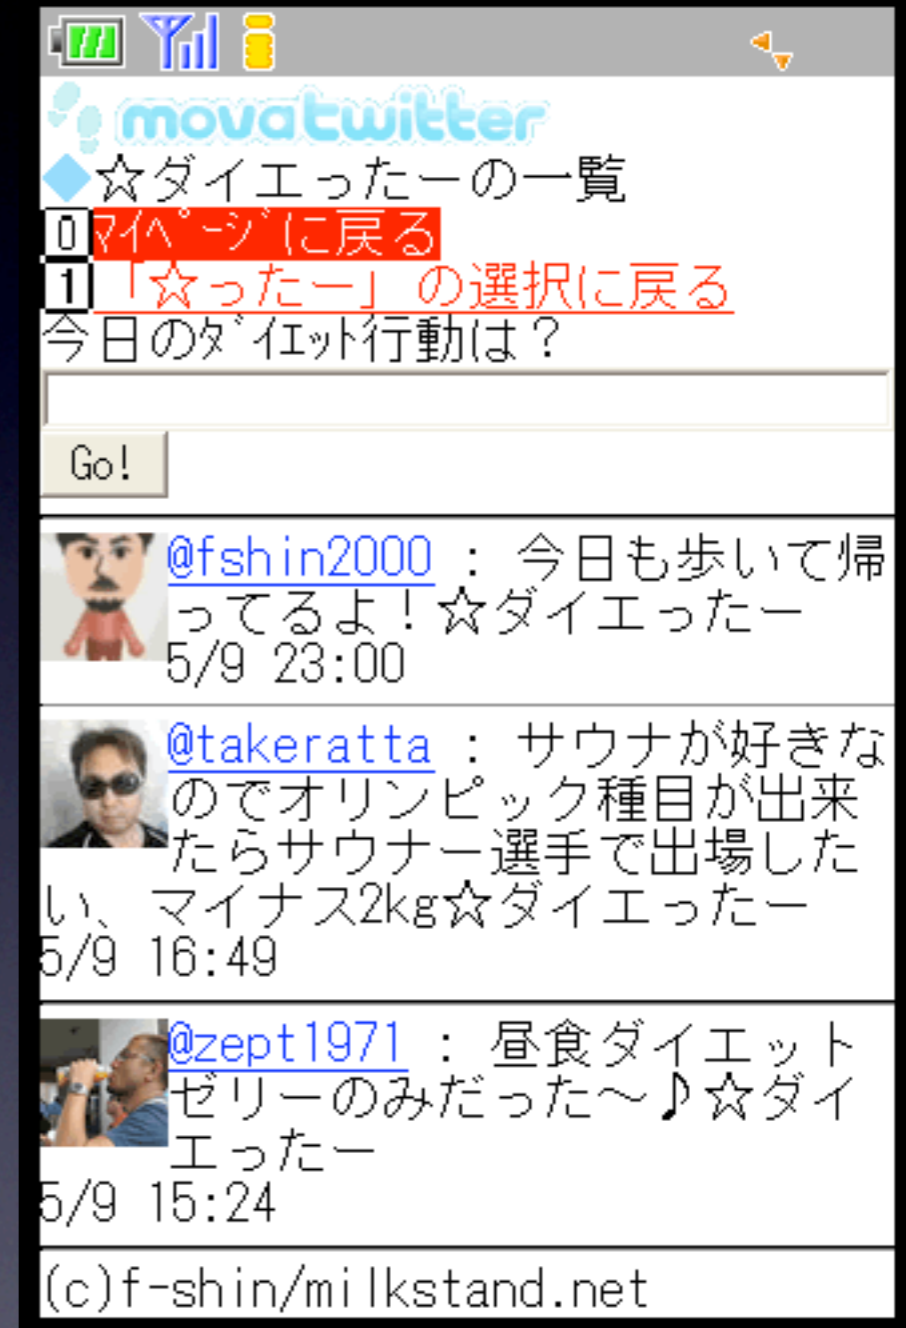 movatwitter
◆☆ダイエったーの一覧
0ﾏｲﾍﾟｰｼﾞに戻る
1「☆ったー」の選択に戻る
今日のﾀﾞｲｴｯﾄ行動は？
Go!
@fshin2000 : 今日も歩いて帰
ってるよ！☆ダイエったー
5/9 23:00
@takeratta : サウナが好きな
のでオリンピック種目が出来
たらサウナー選手で出場した
い、マイナス2kg☆ダイエったー
5/9 16:49
@zept1971 : 昼食ダイエット
ゼリーのみだった～♪☆ダイ
エったー
5/9 15:24
(c)f-shin/milkstand.net